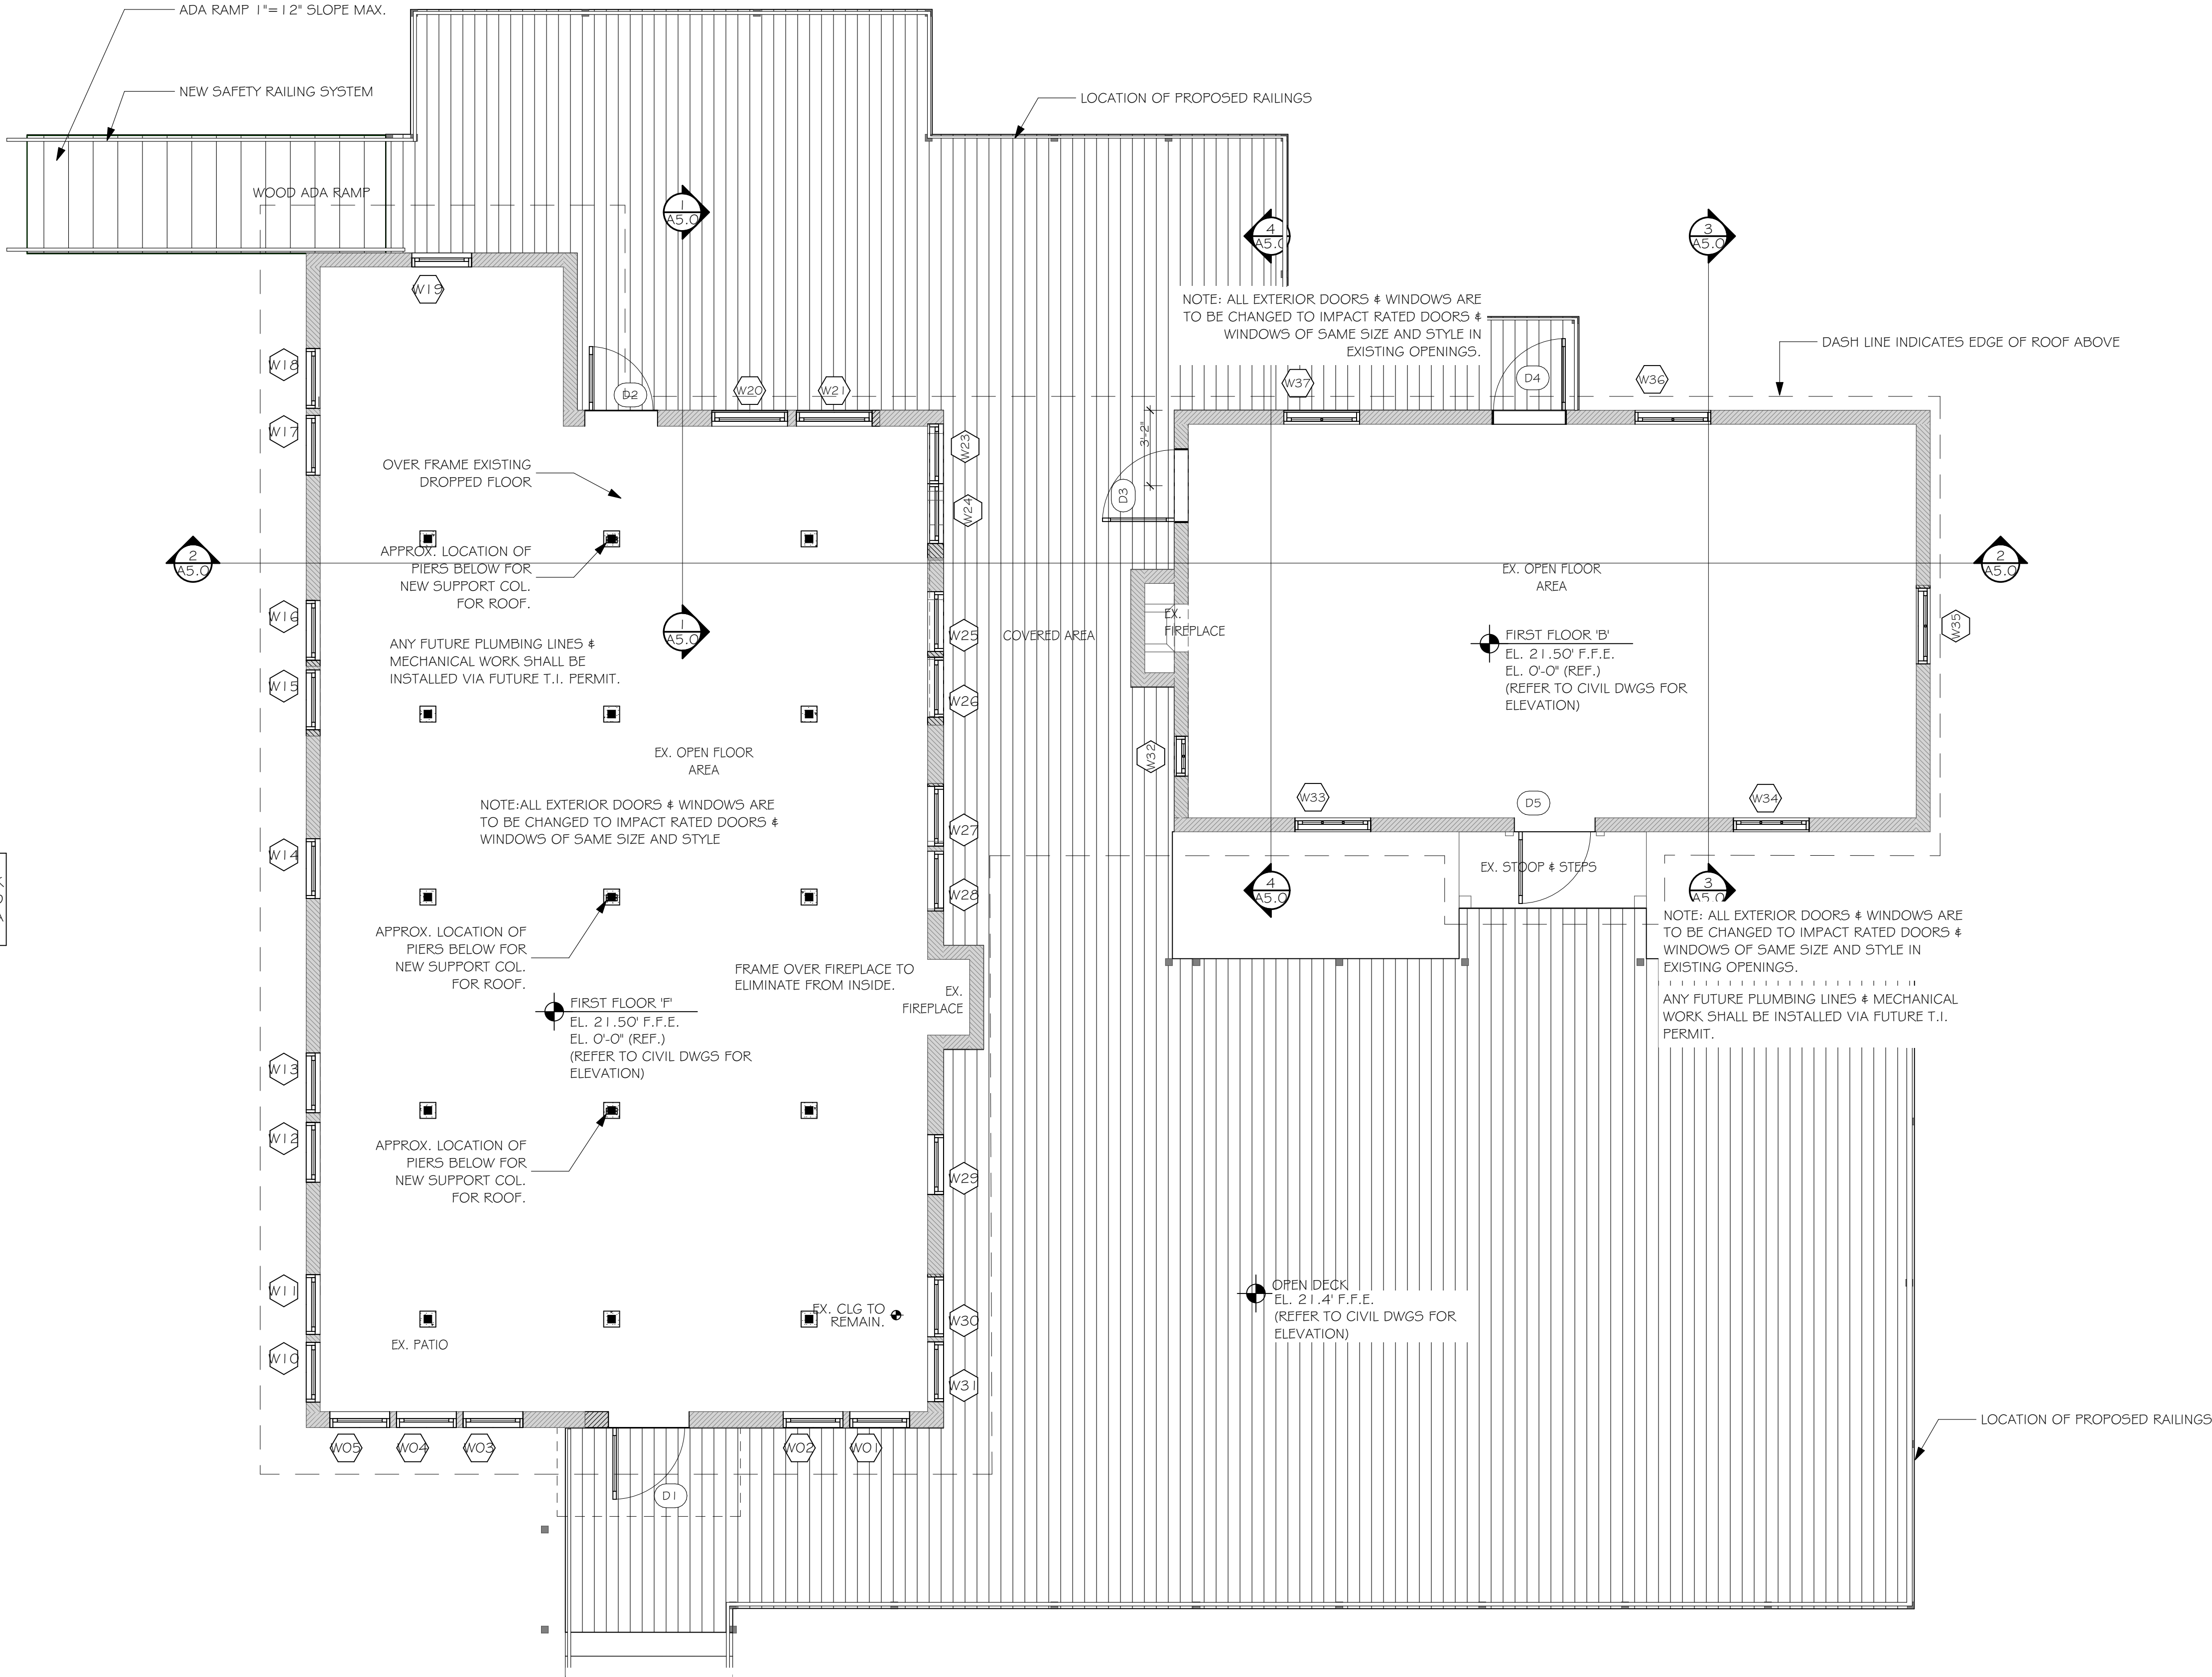 ADA RAMP 1"=12" SLOPE MAX.
NEW SAFETY RAILING SYSTEM
LOCATION OF PROPOSED RAILINGS
WOOD ADA RAMP
1
A5.0
4
A5.0
3
A5.0
W19
NOTE: ALL EXTERIOR DOORS & WINDOWS ARE
TO BE CHANGED TO IMPACT RATED DOORS &
WINDOWS OF SAME SIZE AND STYLE IN
EXISTING OPENINGS.
DASH LINE INDICATES EDGE OF ROOF ABOVE
W18
D2
W20
W21
W37
D4
W36
W17
W23
3'-2"
OVER FRAME EXISTING
DROPPED FLOOR
W24
D3
2
A5.0
APPROX. LOCATION OF
PIERS BELOW FOR
NEW SUPPORT COL.
FOR ROOF.
EX. OPEN FLOOR
AREA
2
A5.0
W16
1
A5.0
W25
COVERED AREA
EX.
FIREPLACE
FIRST FLOOR 'B'
EL. 21.50' F.F.E.
EL. 0'-0" (REF.)
(REFER TO CIVIL DWGS FOR
ELEVATION)
W35
ANY FUTURE PLUMBING LINES &
MECHANICAL WORK SHALL BE
INSTALLED VIA FUTURE T.I. PERMIT.
W15
W26
EX. OPEN FLOOR
AREA
W32
NOTE:ALL EXTERIOR DOORS & WINDOWS ARE
TO BE CHANGED TO IMPACT RATED DOORS &
WINDOWS OF SAME SIZE AND STYLE
W33
D5
W34
W14
W27
W28
EX. STOOP & STEPS
4
A5.0
3
A5.0
APPROX. LOCATION OF
PIERS BELOW FOR
NEW SUPPORT COL.
FOR ROOF.
NOTE: ALL EXTERIOR DOORS & WINDOWS ARE
TO BE CHANGED TO IMPACT RATED DOORS &
WINDOWS OF SAME SIZE AND STYLE IN
EXISTING OPENINGS.
FRAME OVER FIREPLACE TO
ELIMINATE FROM INSIDE.
EX.
FIREPLACE
ANY FUTURE PLUMBING LINES & MECHANICAL
WORK SHALL BE INSTALLED VIA FUTURE T.I.
PERMIT.
FIRST FLOOR 'F'
EL. 21.50' F.F.E.
EL. 0'-0" (REF.)
(REFER TO CIVIL DWGS FOR
ELEVATION)
W13
W12
APPROX. LOCATION OF
PIERS BELOW FOR
NEW SUPPORT COL.
FOR ROOF.
W29
W11
OPEN DECK
EL. 21.4' F.F.E.
(REFER TO CIVIL DWGS FOR
ELEVATION)
EX. CLG TO
REMAIN.
W30
EX. PATIO
W10
W31
LOCATION OF PROPOSED RAILINGS
W05
W04
W03
W02
W01
D1